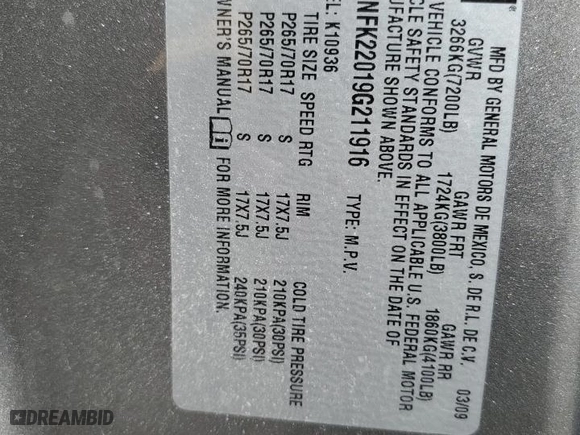 MFD BY GENERAL MOTORS DE MEXICO, S. DE R.L. DE C.V. 03/09
GVWR GAWR FRT GAWR RR
3266KG(7200LB) 1724KG(3800LB) 1860KG(4100LB)
VEHICLE CONFORMS TO ALL APPLICABLE U.S. FEDERAL MOTOR
CLE SAFETY STANDARDS IN EFFECT ON THE DATE OF
UFACTURE SHOWN ABOVE.
NFK22019G211916 TYPE: M.P.V.
EL: K10936
TIRE SIZE SPEED RTG RIM COLD TIRE PRESSURE
P265/70R17 S 17X7.5J 210KPA(30PSI)
P265/70R17 S 17X7.5J 210KPA(30PSI)
P265/70R17 S 17X7.5J 240KPA(35PSI)
OWNER'S MANUAL FOR MORE INFORMATION.
DREAMBID